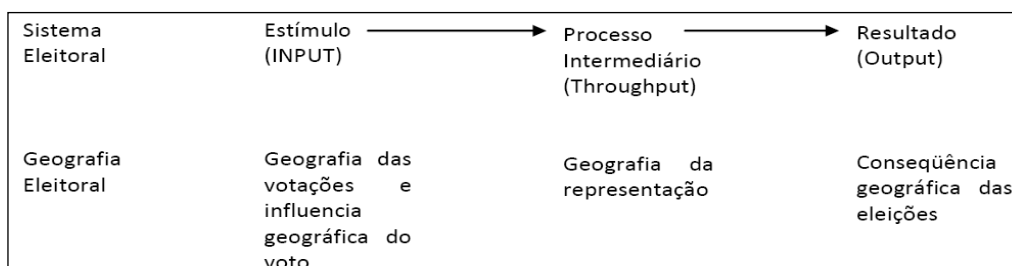 Sistema Eleitoral
Estímulo (INPUT)
Processo Intermediário (Throughput)
Resultado (Output)
Geografia Eleitoral
Geografia das votações e influencia geográfica do voto
Geografia da representação
Conseqüência geográfica das eleições